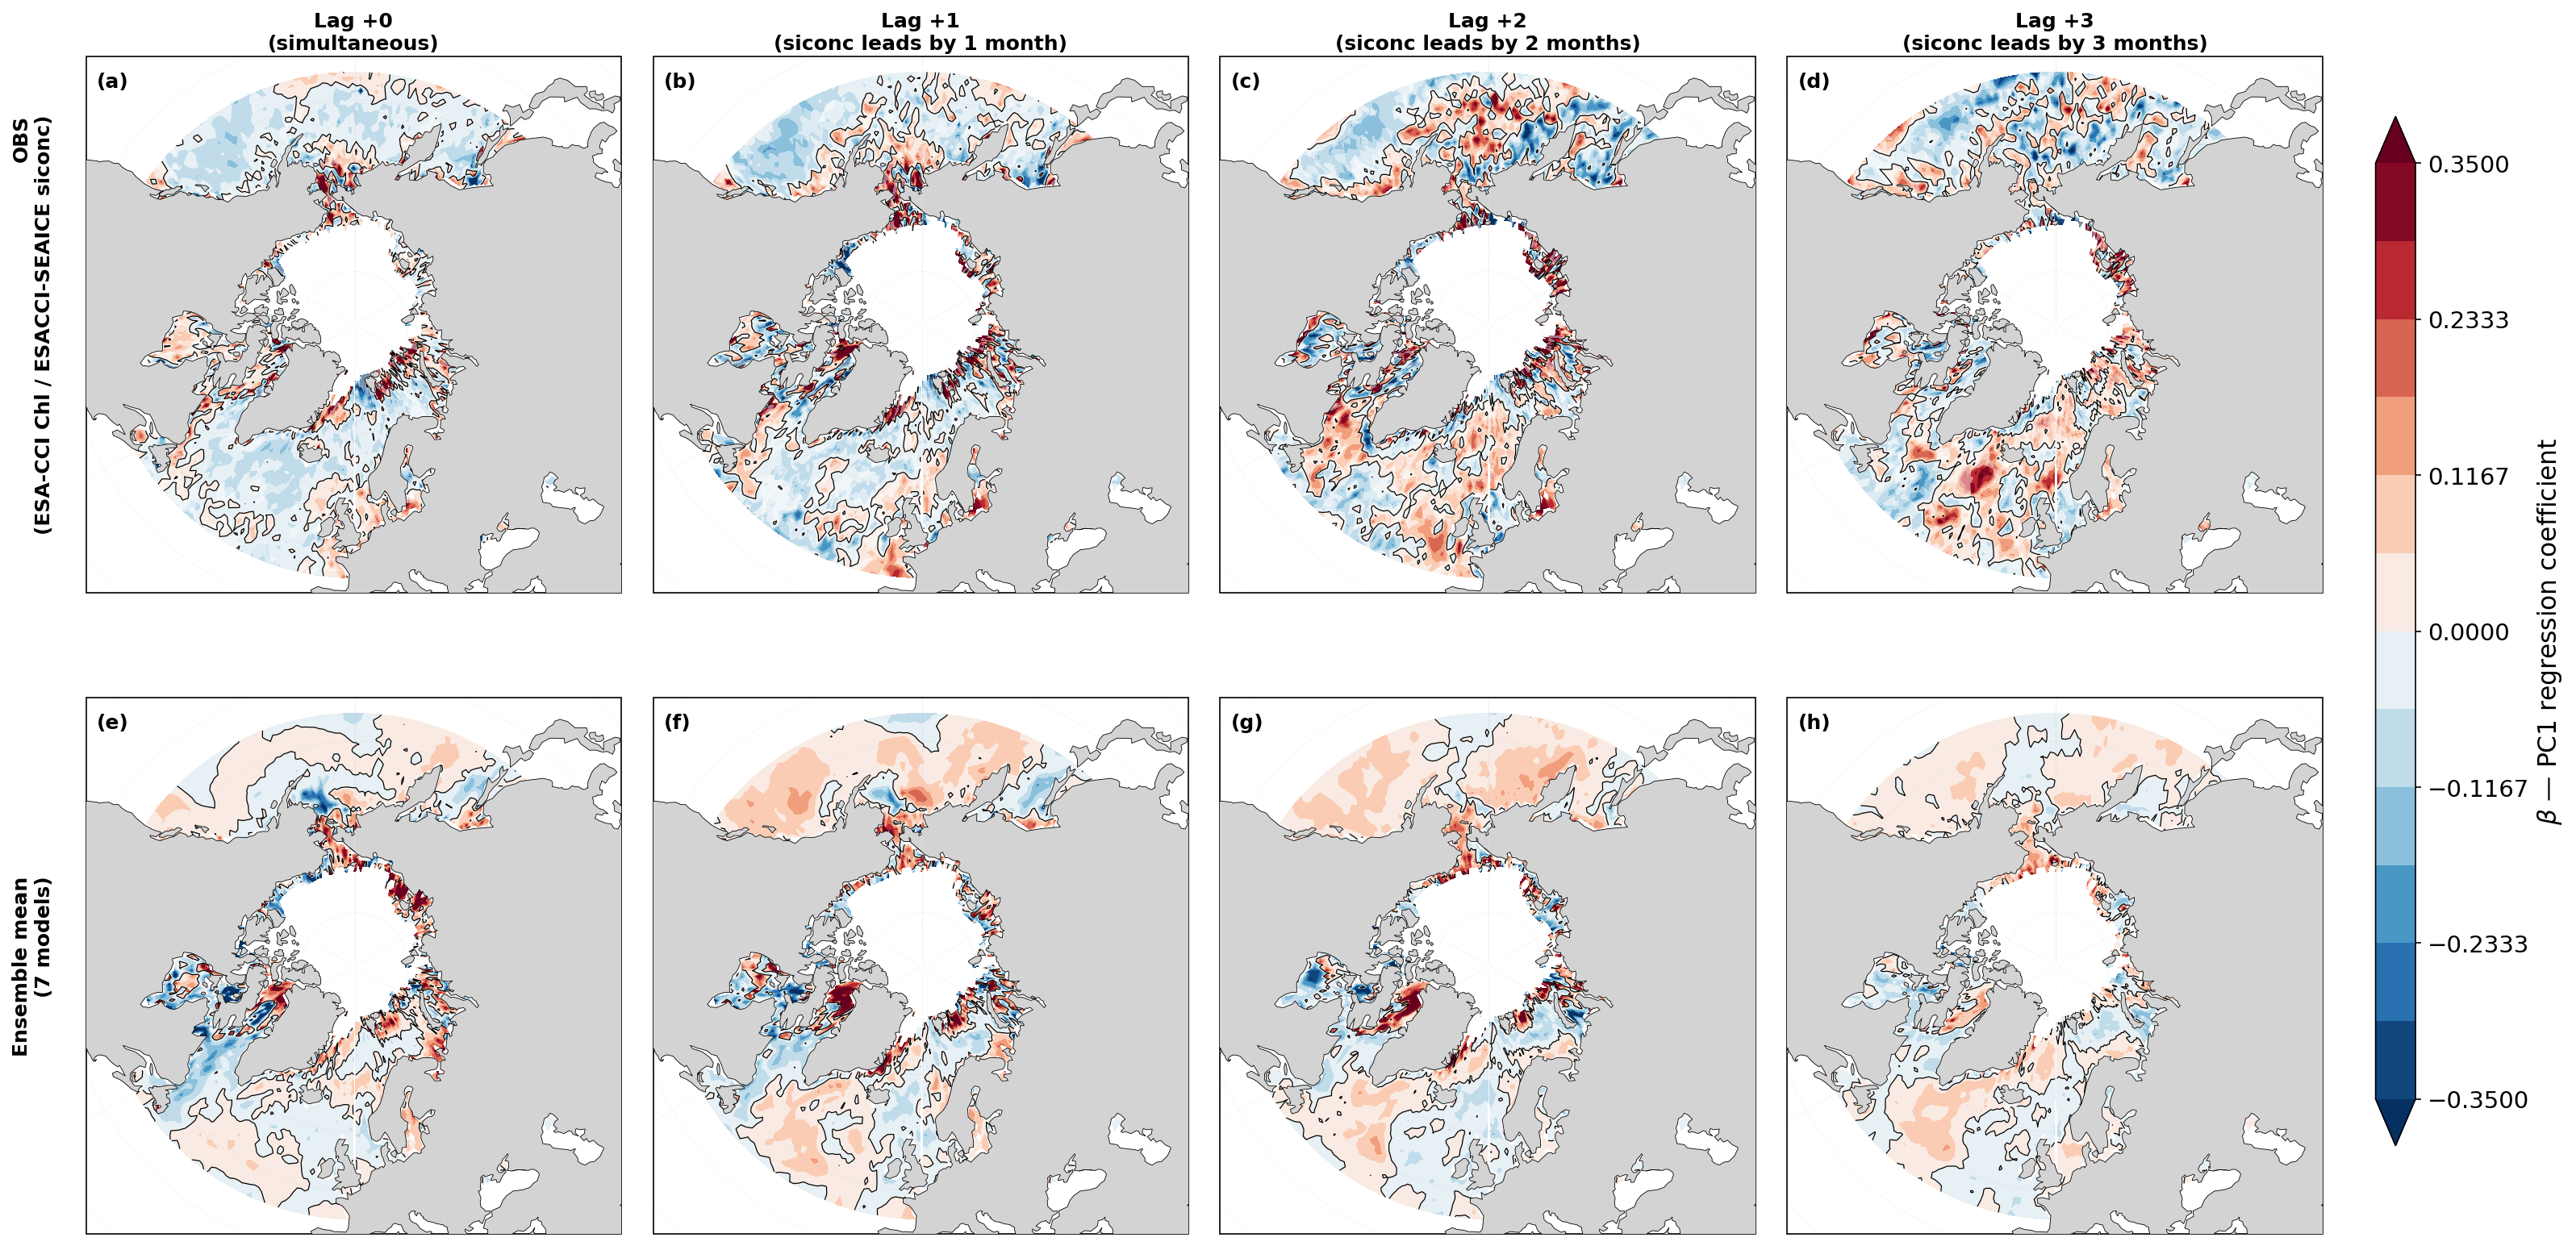 Lag +0
(simultaneous)
Lag +1
(siconc leads by 1 month)
Lag +2
(siconc leads by 2 months)
Lag +3
(siconc leads by 3 months)
OBS
(ESA-CCI Chl / ESACCI-SEAICE siconc)
(a)
(b)
(c)
(d)
Ensemble mean
(7 models)
(e)
(f)
(g)
(h)
0.3500
0.2333
0.1167
0.0000
−0.1167
−0.2333
−0.3500
β — PC1 regression coefficient